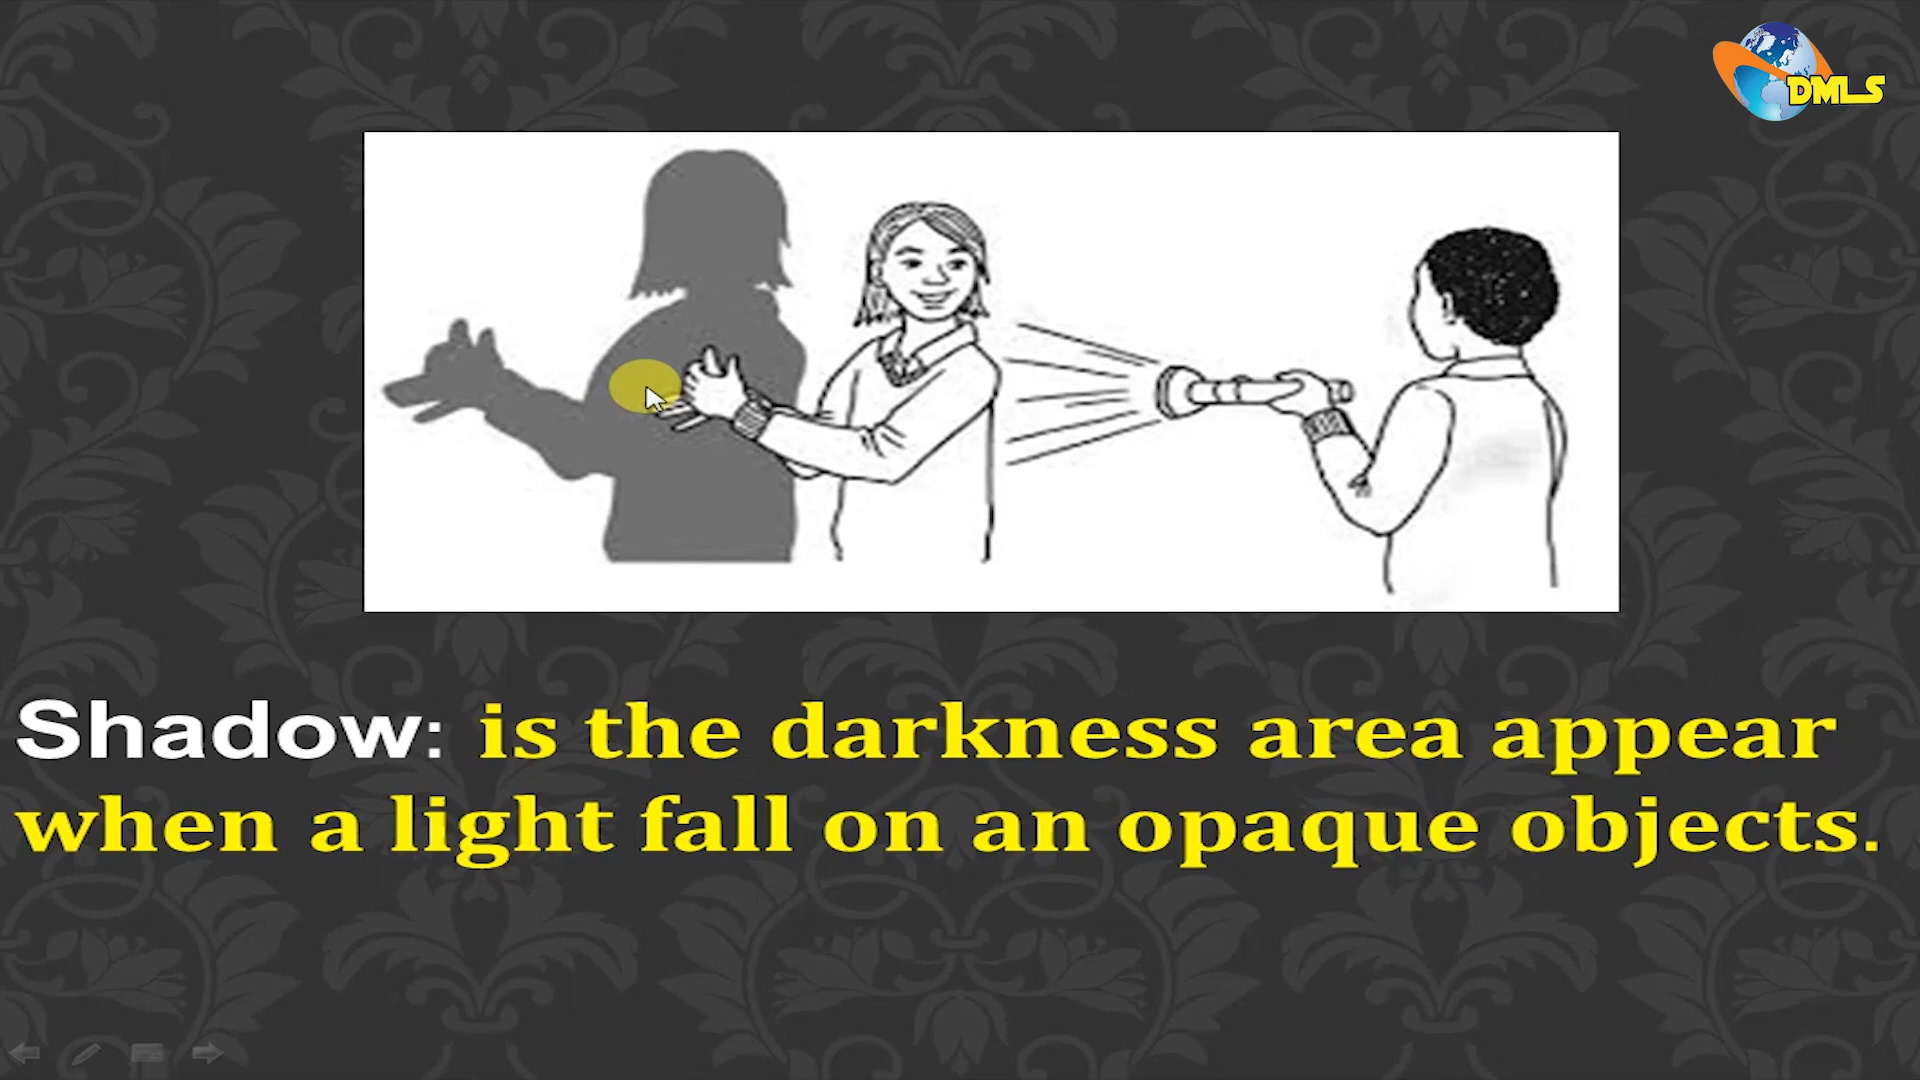 DMLS
Shadow: is the darkness area appear
when a light fall on an opaque objects.